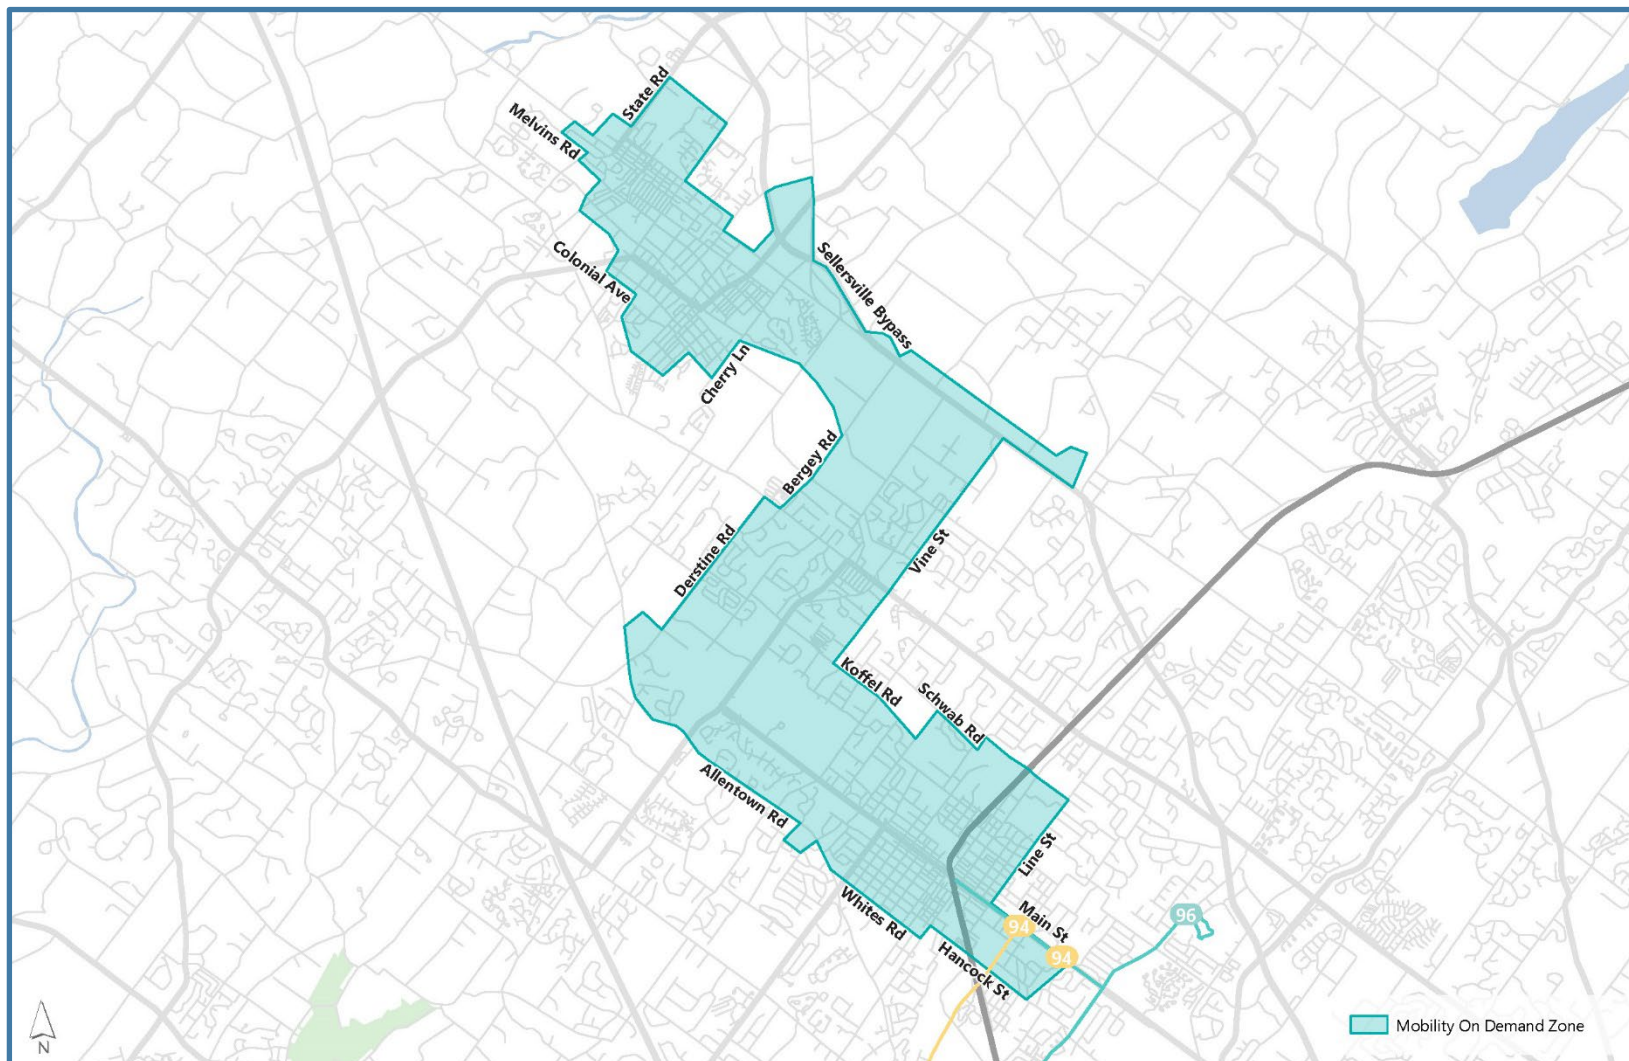 State Rd
Melvins Rd
Colonial Ave
Sellersville Bypass
Cherry Ln
Bergey Rd
Derstine Rd
Vine St
Koffel Rd
Schwab Rd
Allentown Rd
Line St
Whites Rd
Main St
96
94
94
Hancock St
Mobility On Demand Zone
N